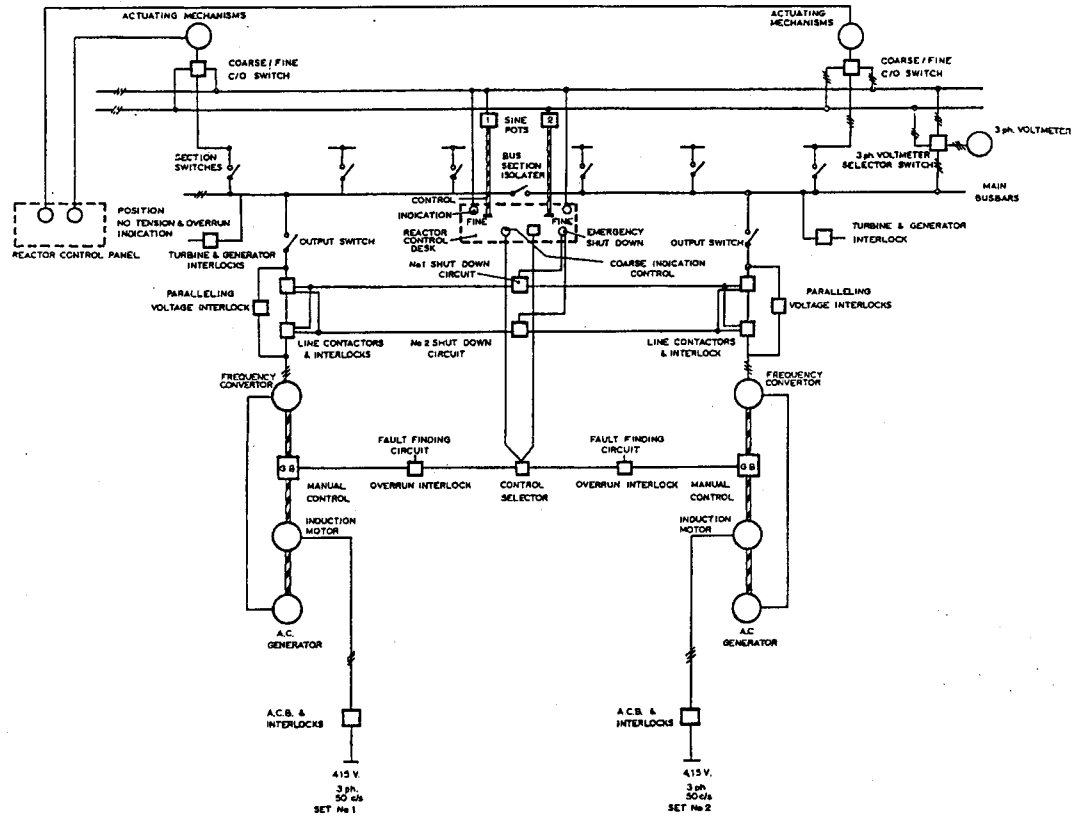 ACTUATING MECHANISMS
ACTUATING
MECHANISMS
COARSE/FINE
C/O SWITCH
COARSE/FINE
C/O SWITCH
1
SINE
POTS
2
3 ph. VOLTMETER
3 ph VOLTMETER
SELECTOR SWITCH
SECTION
SWITCHES
BUS
SECTION
ISOLATER
MAIN
BUSBARS
CONTROL
INDICATION
FINE
FINE
REACTOR
CONTROL
DESK
EMERGENCY
SHUT DOWN
COARSE INDICATION
CONTROL
POSITION
NO TENSION & OVERRUN
INDICATION
REACTOR CONTROL PANEL
TURBINE & GENERATOR
INTERLOCKS
OUTPUT SWITCH
OUTPUT SWITCH
TURBINE & GENERATOR
INTERLOCK
No1 SHUT DOWN
CIRCUIT
PARALLELING
VOLTAGE INTERLOCK
PARALLELING
VOLTAGE INTERLOCKS
LINE CONTACTORS
& INTERLOCKS
No 2 SHUT DOWN
CIRCUIT
LINE CONTACTORS
& INTERLOCK
FREQUENCY
CONVERTOR
FREQUENCY
CONVERTOR
FAULT FINDING
CIRCUIT
FAULT FINDING
CIRCUIT
G B
G B
MANUAL
CONTROL
OVERRUN INTERLOCK
CONTROL
SELECTOR
OVERRUN INTERLOCK
MANUAL
CONTROL
INDUCTION
MOTOR
INDUCTION
MOTOR
A.C.
GENERATOR
A.C
GENERATOR
A.C.B. &
INTERLOCKS
A.C.B. &
INTERLOCKS
415 V.
3 ph.
50 c/s
SET No 1
4,15 V.
3 ph
50 c/s
SET No 2